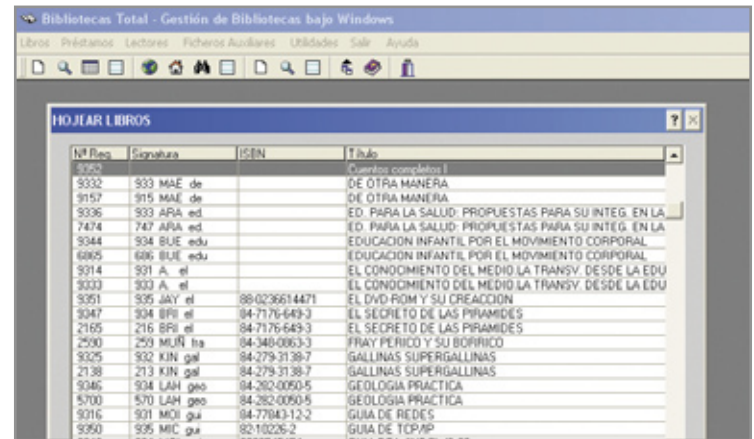 Bibliotecas Total - Gestión de Bibliotecas bajo Windows
Libros Préstamos Lectores Ficheros Auxiliares Utilidades Salir Ayuda
HOJEAR LIBROS
Nº Reg. Signatura ISBN Título
9352 Cuentos completos I
9332 933 MAE de DE OTRA MANERA
9157 915 MAE de DE OTRA MANERA
9336 933 ARA ed. ED. PARA LA SALUD: PROPUESTAS PARA SU INTEG. EN LA
7474 747 ARA ed. ED. PARA LA SALUD: PROPUESTAS PARA SU INTEG. EN LA
9344 934 BUE edu EDUCACION INFANTIL POR EL MOVIMIENTO CORPORAL
6865 686 BUE edu EDUCACION INFANTIL POR EL MOVIMIENTO CORPORAL
9314 931 A. el EL CONOCIMIENTO DEL MEDIO.LA TRANSV. DESDE LA EDU
9333 933 A. el EL CONOCIMIENTO DEL MEDIO.LA TRANSV. DESDE LA EDU
9351 935 JAY el 88-0236614471 EL DVD-ROM Y SU CREACCION
9347 934 BRI el 84-7176-649-3 EL SECRETO DE LAS PIRAMIDES
2165 216 BRI el 84-7176-649-3 EL SECRETO DE LAS PIRAMIDES
2590 259 MUÑ fra 84-348-0863-3 FRAY PERICO Y SU BORRICO
9325 932 KIN gal 84-279-3138-7 GALLINAS SUPERGALLINAS
2138 213 KIN gal 84-279-3138-7 GALLINAS SUPERGALLINAS
9346 934 LAH geo 84-282-0050-5 GEOLOGIA PRACTICA
5700 570 LAH geo 84-282-0050-5 GEOLOGIA PRACTICA
9316 931 MOI gui 84-77843-12-2 GUIA DE REDES
9350 935 MIC gui 82-10226-2 GUIA DE TCP/IP